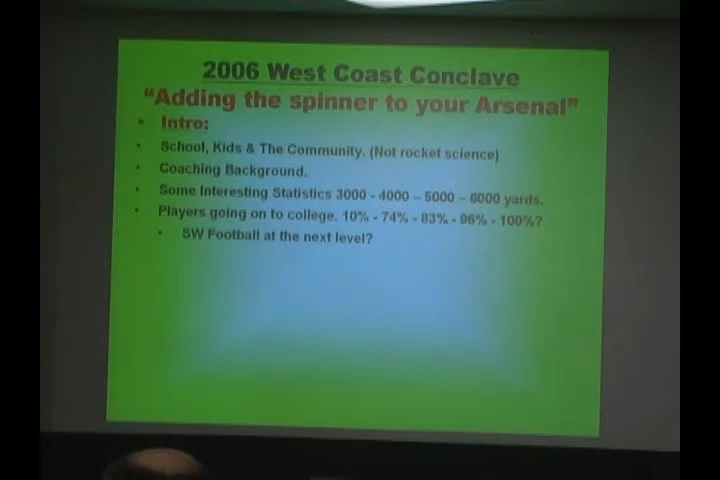 2006 West Coast Conclave
"Adding the spinner to your Arsenal"
• Intro:
• School, Kids & The Community. (Not rocket science)
• Coaching Background.
• Some Interesting Statistics 3000 - 4000 – 5000 – 6000 yards.
• Players going on to college. 10% - 74% - 83% - 96% - 100%?
• SW Football at the next level?